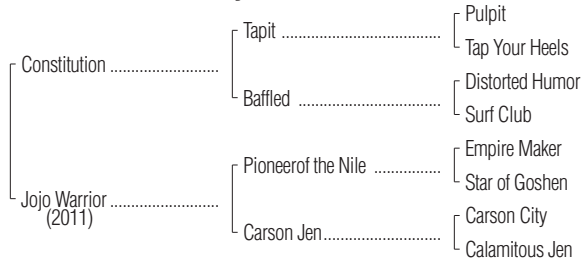 Pulpit
Tapit ........................................
Tap Your Heels
Constitution ...........................
Distorted Humor
Baffled ....................................
Surf Club
Empire Maker
Pioneerof the Nile .................
Star of Goshen
Jojo Warrior ...........................
(2011)
Carson City
Carson Jen.............................
Calamitous Jen